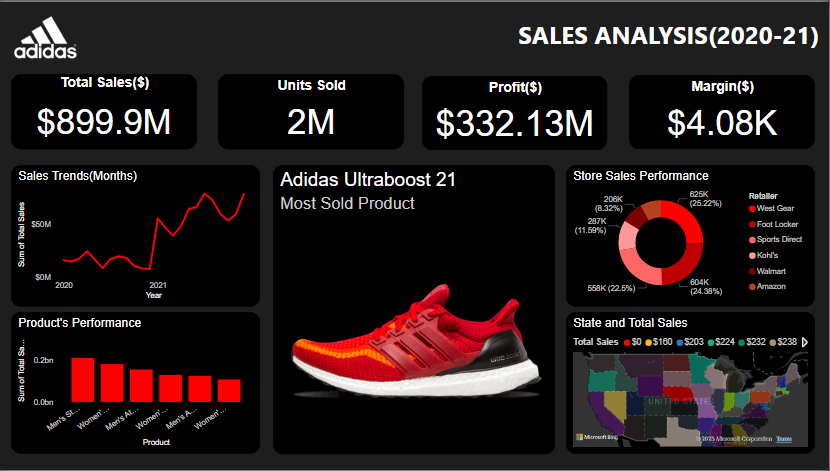 adidas
SALES ANALYSIS(2020-21)
Total Sales($)
$899.9M
Units Sold
2M
Profit($)
$332.13M
Margin($)
$4.08K
Sales Trends(Months)
Sum of Total Sales
$50M
$0M
2020
2021
Year
Adidas Ultraboost 21
Most Sold Product
Store Sales Performance
206K
(8.32%)
287K
(11.59%)
558K (22.5%)
625K
(25.22%)
604K
(24.38%)
Retailer
West Gear
Foot Locker
Sports Direct
Kohl's
Walmart
Amazon
Product's Performance
Sum of Total Sa...
0.2bn
0.0bn
Men's St...
Women'...
Men's At...
Women'...
Men's A...
Women'...
Product
State and Total Sales
Total Sales $0 $160 $203 $224 $232 $238
UNITED STATES
Microsoft Bing
Microsoft Corporation Terms